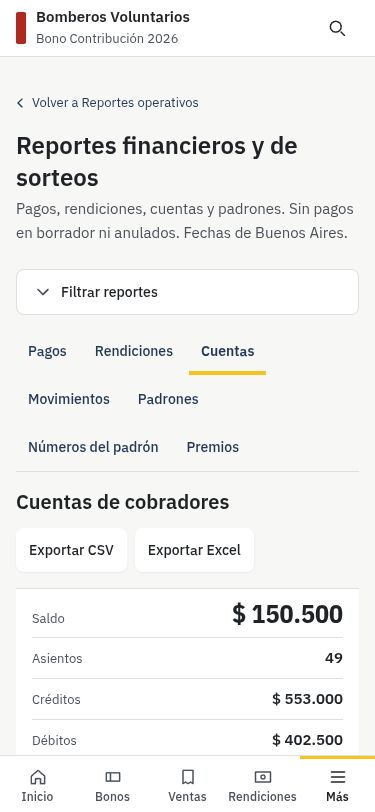 Bomberos Voluntarios
Bono Contribución 2026
Volver a Reportes operativos
Reportes financieros y de
sorteos
Pagos, rendiciones, cuentas y padrones. Sin pagos
en borrador ni anulados. Fechas de Buenos Aires.
Filtrar reportes
Pagos Rendiciones Cuentas
Movimientos Padrones
Números del padrón Premios
Cuentas de cobradores
Exportar CSV Exportar Excel
Saldo $ 150.500
Asientos 49
Créditos $ 553.000
Débitos $ 402.500
Inicio Bonos Ventas Rendiciones Más